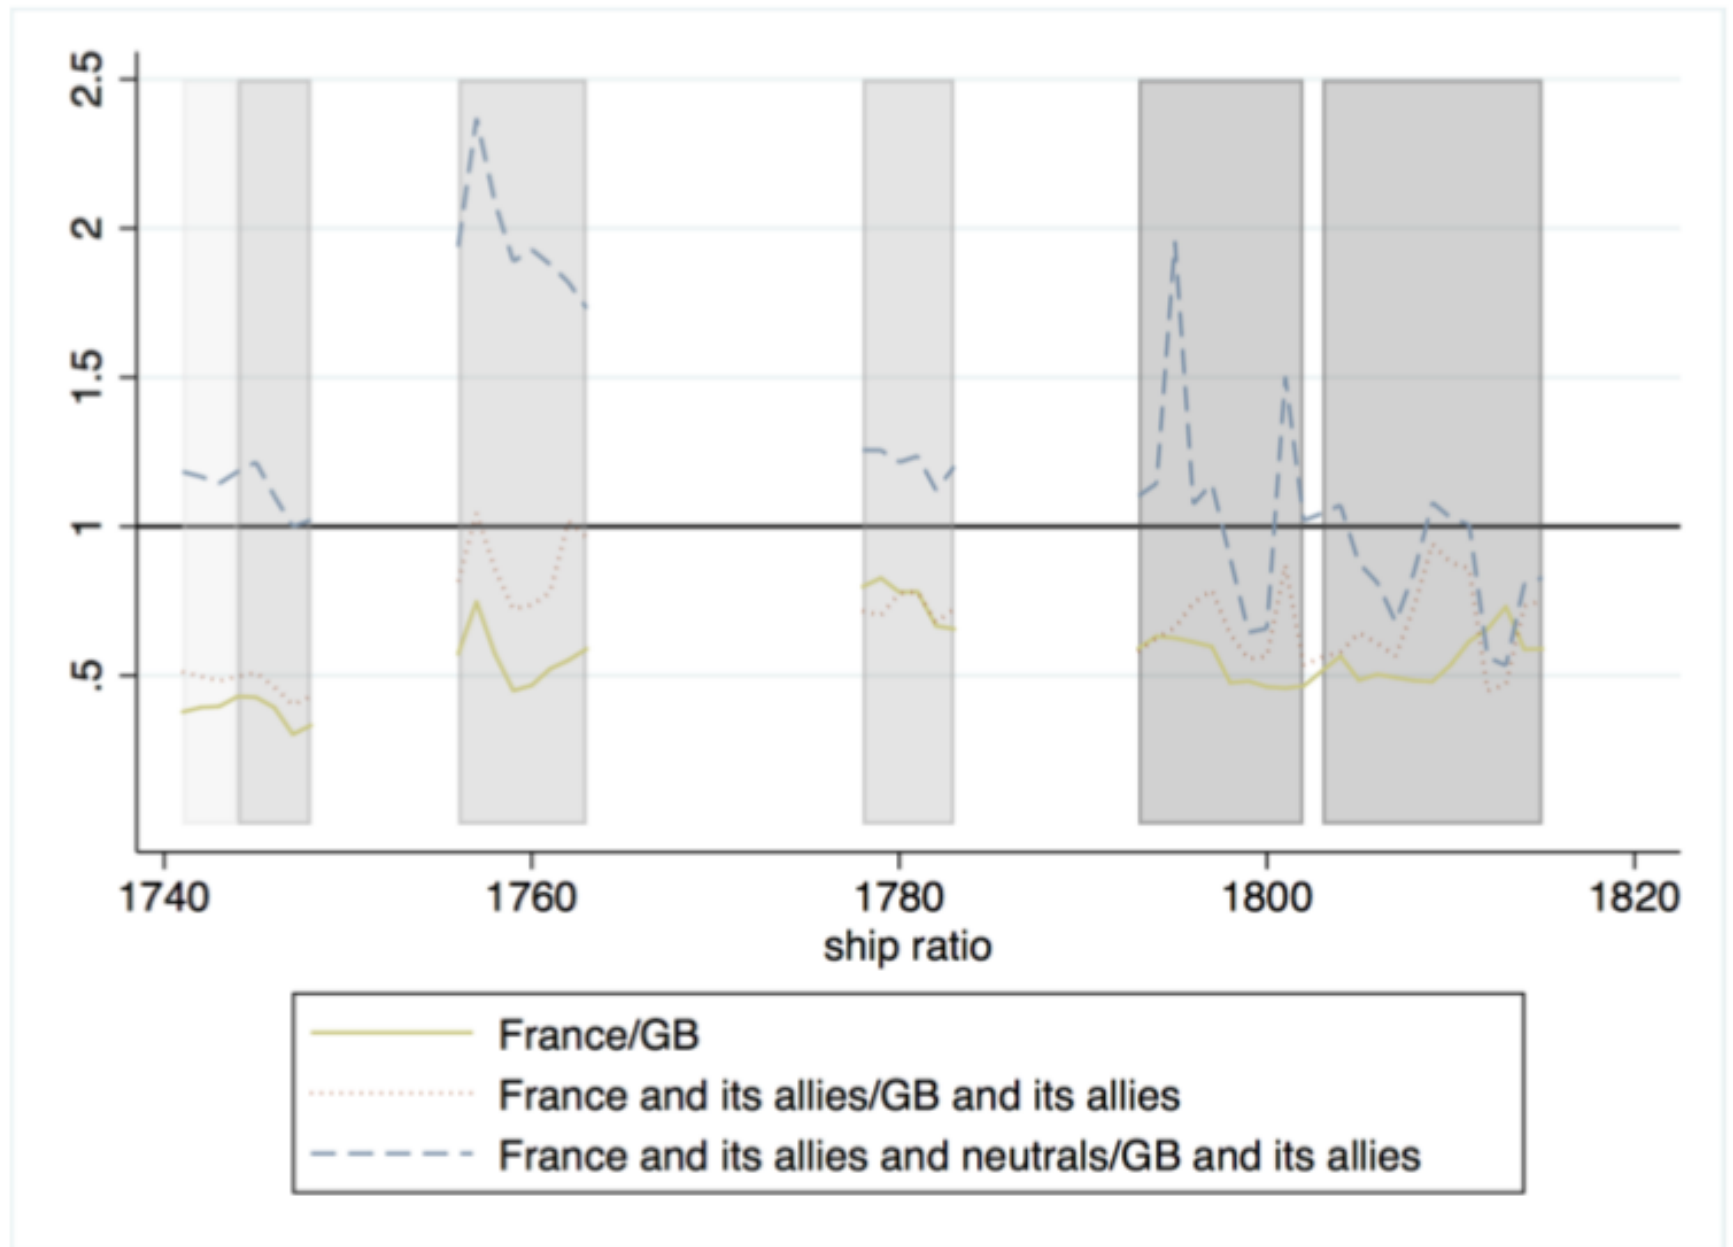 2.5
2
1.5
1
.5
1740 1760 1780 1800 1820
ship ratio
France/GB
France and its allies/GB and its allies
France and its allies and neutrals/GB and its allies